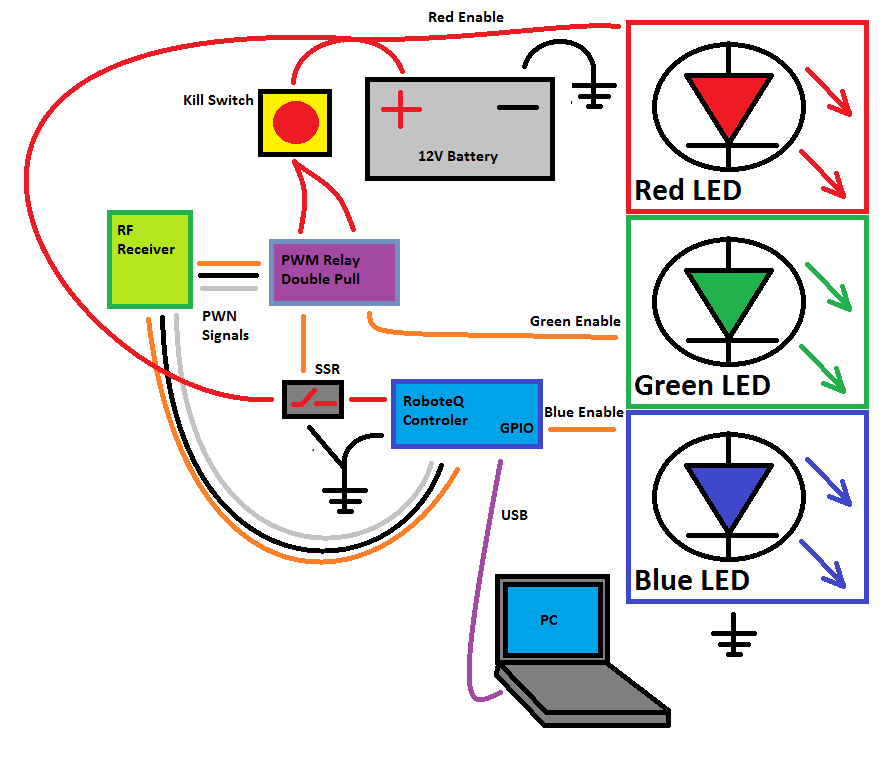 Red Enable
Kill Switch
12V Battery
Red LED
RF
Receiver
PWM Relay
Double Pull
PWN
Signals
Green Enable
Green LED
SSR
RoboteQ
Controler
GPIO
Blue Enable
USB
Blue LED
PC